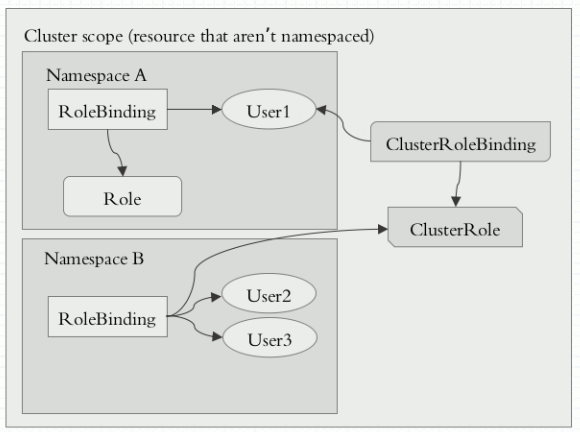 Cluster scope (resource that aren't namespaced)
Namespace A
RoleBinding
User1
ClusterRoleBinding
Role
ClusterRole
Namespace B
User2
RoleBinding
User3